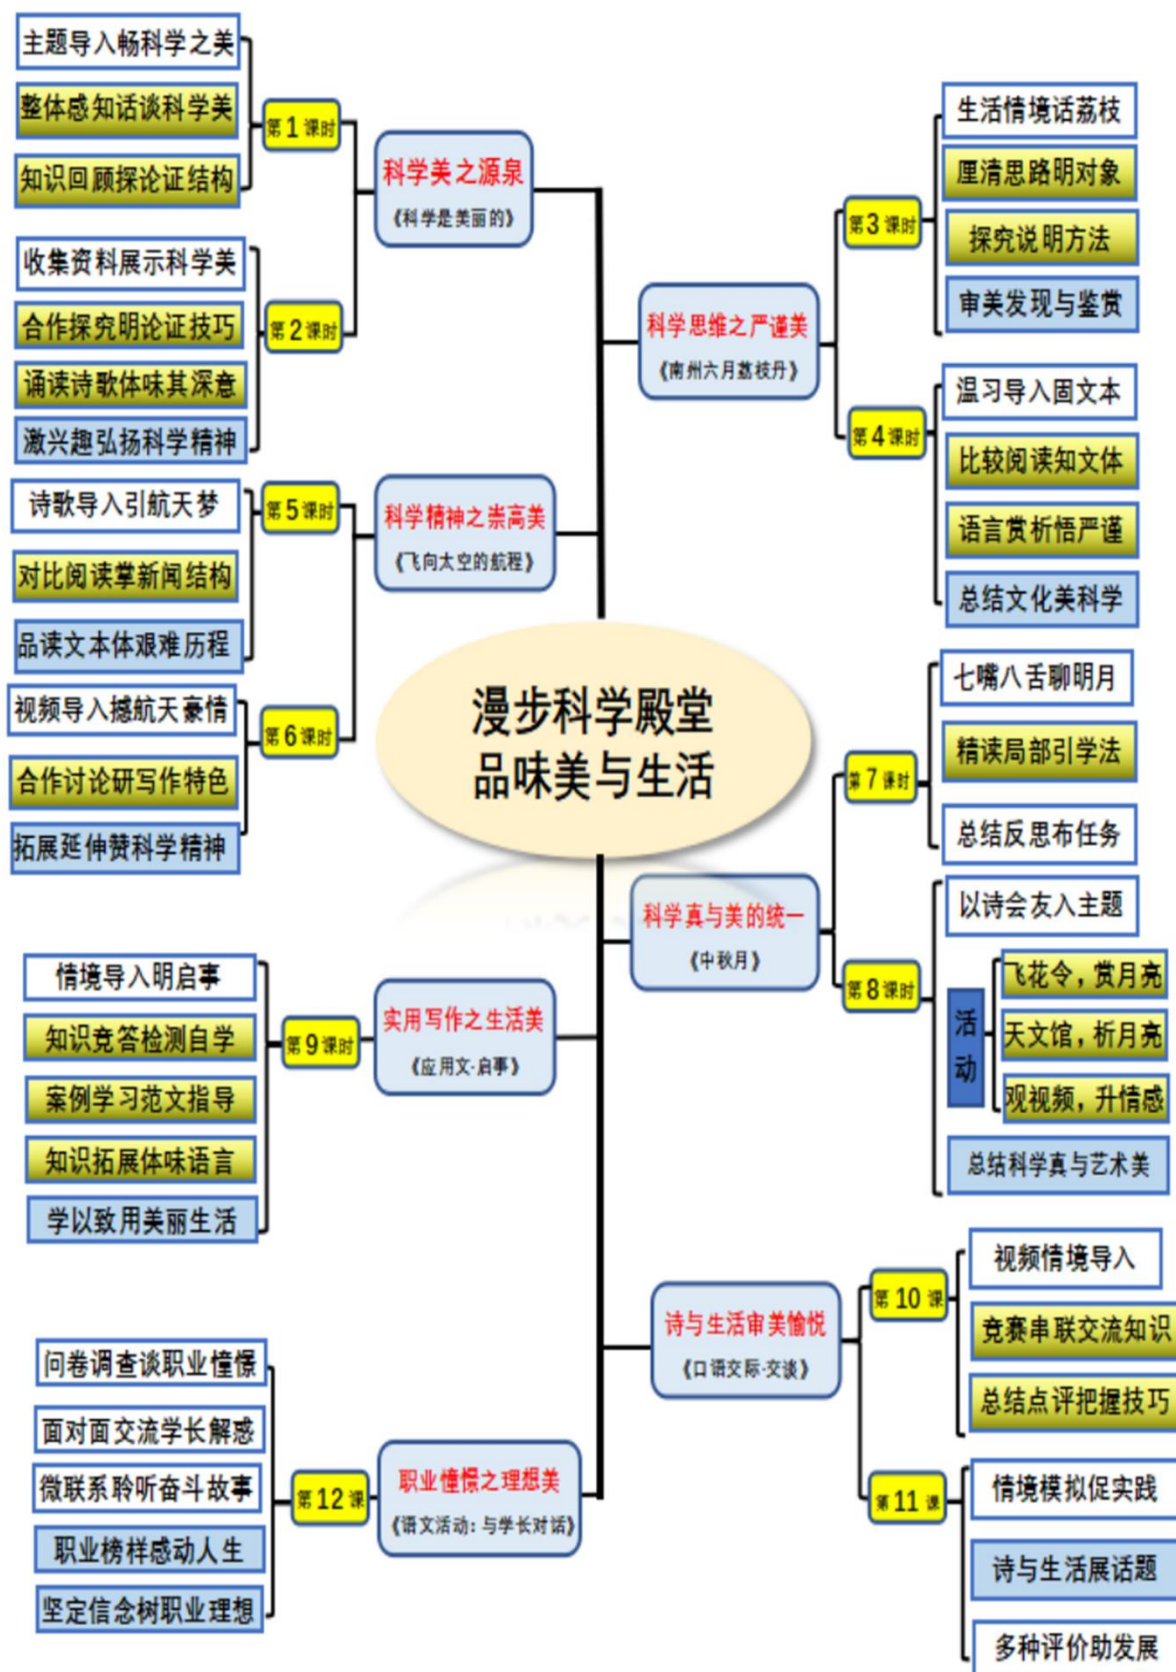 漫步科学殿堂
品味美与生活
科学美之源泉
《科学是美丽的》
第1课时
主题导入畅科学之美
整体感知话谈科学美
知识回顾探论证结构
第2课时
收集资料展示科学美
合作探究明论证技巧
诵读诗歌体味其深意
激兴趣弘扬科学精神
科学思维之严谨美
《南州六月荔枝丹》
第3课时
生活情境话荔枝
厘清思路明对象
探究说明方法
审美发现与鉴赏
第4课时
温习导入固文本
比较阅读知文体
语言赏析悟严谨
总结文化美科学
科学精神之崇高美
《飞向太空的航程》
第5课时
诗歌导入引航天梦
对比阅读掌新闻结构
品读文本体艰难历程
第6课时
视频导入撼航天豪情
合作讨论研写作特色
拓展延伸赞科学精神
科学真与美的统一
《中秋月》
第7课时
七嘴八舌聊明月
精读局部引学法
总结反思布任务
第8课时
以诗会友入主题
活动
飞花令，赏月亮
天文馆，析月亮
观视频，升情感
总结科学真与艺术美
实用写作之生活美
《应用文·启事》
第9课时
情境导入明启事
知识竞答检测自学
案例学习范文指导
知识拓展体味语言
学以致用美丽生活
诗与生活审美愉悦
《口语交际·交谈》
第10课
视频情境导入
竞赛串联交流知识
总结点评把握技巧
第11课
情境模拟促实践
诗与生活展话题
多种评价助发展
职业憧憬之理想美
《语文活动：与学长对话》
第12课
问卷调查谈职业憧憬
面对面交流学长解惑
微联系聆听奋斗故事
职业榜样感动人生
坚定信念树职业理想